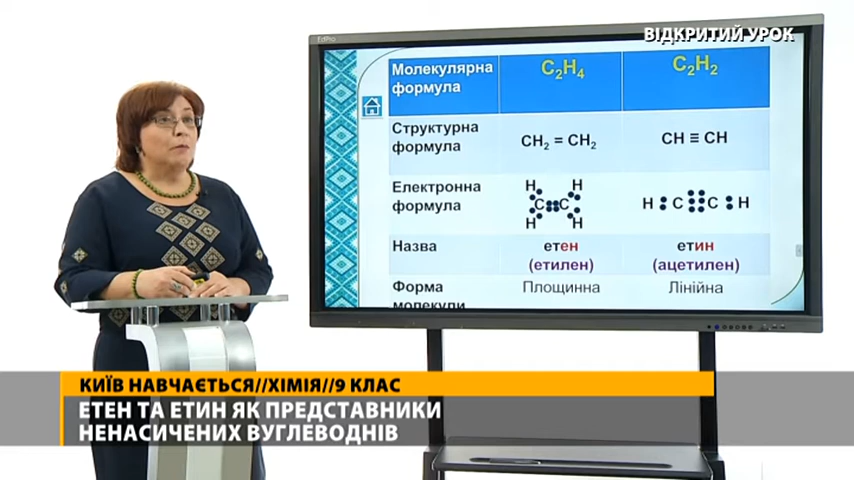 ВІДКРИТИЙ УРОК
EdPro
Молекулярна формула C₂H₄ C₂H₂
Структурна формула CH₂ = CH₂ CH ≡ CH
Електронна формула
H H
C C
H H
H C C H
Назва етен (етилен) етин (ацетилен)
Форма молекули Площинна Лінійна
КИЇВ НАВЧАЄТЬСЯ//ХІМІЯ//9 КЛАС
ЕТЕН ТА ЕТИН ЯК ПРЕДСТАВНИКИ
НЕНАСИЧЕНИХ ВУГЛЕВОДНІВ